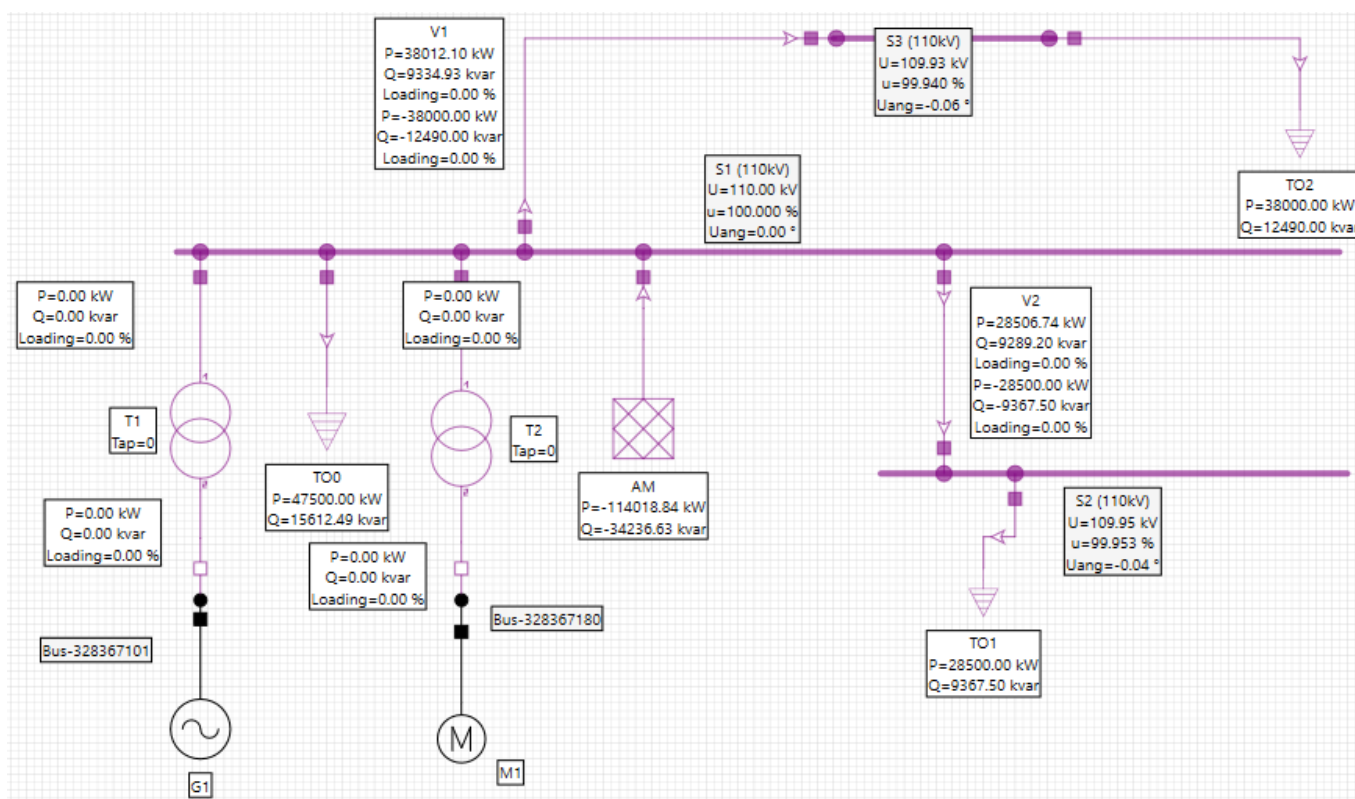 V1
P=38012.10 kW
Q=9334.93 kvar
Loading=0.00 %
P=-38000.00 kW
Q=-12490.00 kvar
Loading=0.00 %
S3 (110kV)
U=109.93 kV
u=99.940 %
Uang=-0.06 °
S1 (110kV)
U=110.00 kV
u=100.000 %
Uang=0.00 °
TO2
P=38000.00 kW
Q=12490.00 kvar
P=0.00 kW
Q=0.00 kvar
Loading=0.00 %
P=0.00 kW
Q=0.00 kvar
Loading=0.00 %
V2
P=28506.74 kW
Q=9289.20 kvar
Loading=0.00 %
P=-28500.00 kW
Q=-9367.50 kvar
Loading=0.00 %
1
1
T1
Tap=0
T2
Tap=0
TO0
P=47500.00 kW
Q=15612.49 kvar
AM
P=-114018.84 kW
Q=-34236.63 kvar
P=0.00 kW
Q=0.00 kvar
Loading=0.00 %
P=0.00 kW
Q=0.00 kvar
Loading=0.00 %
S2 (110kV)
U=109.95 kV
u=99.953 %
Uang=-0.04 °
Bus-328367101
Bus-328367180
TO1
P=28500.00 kW
Q=9367.50 kvar
M
G1
M1